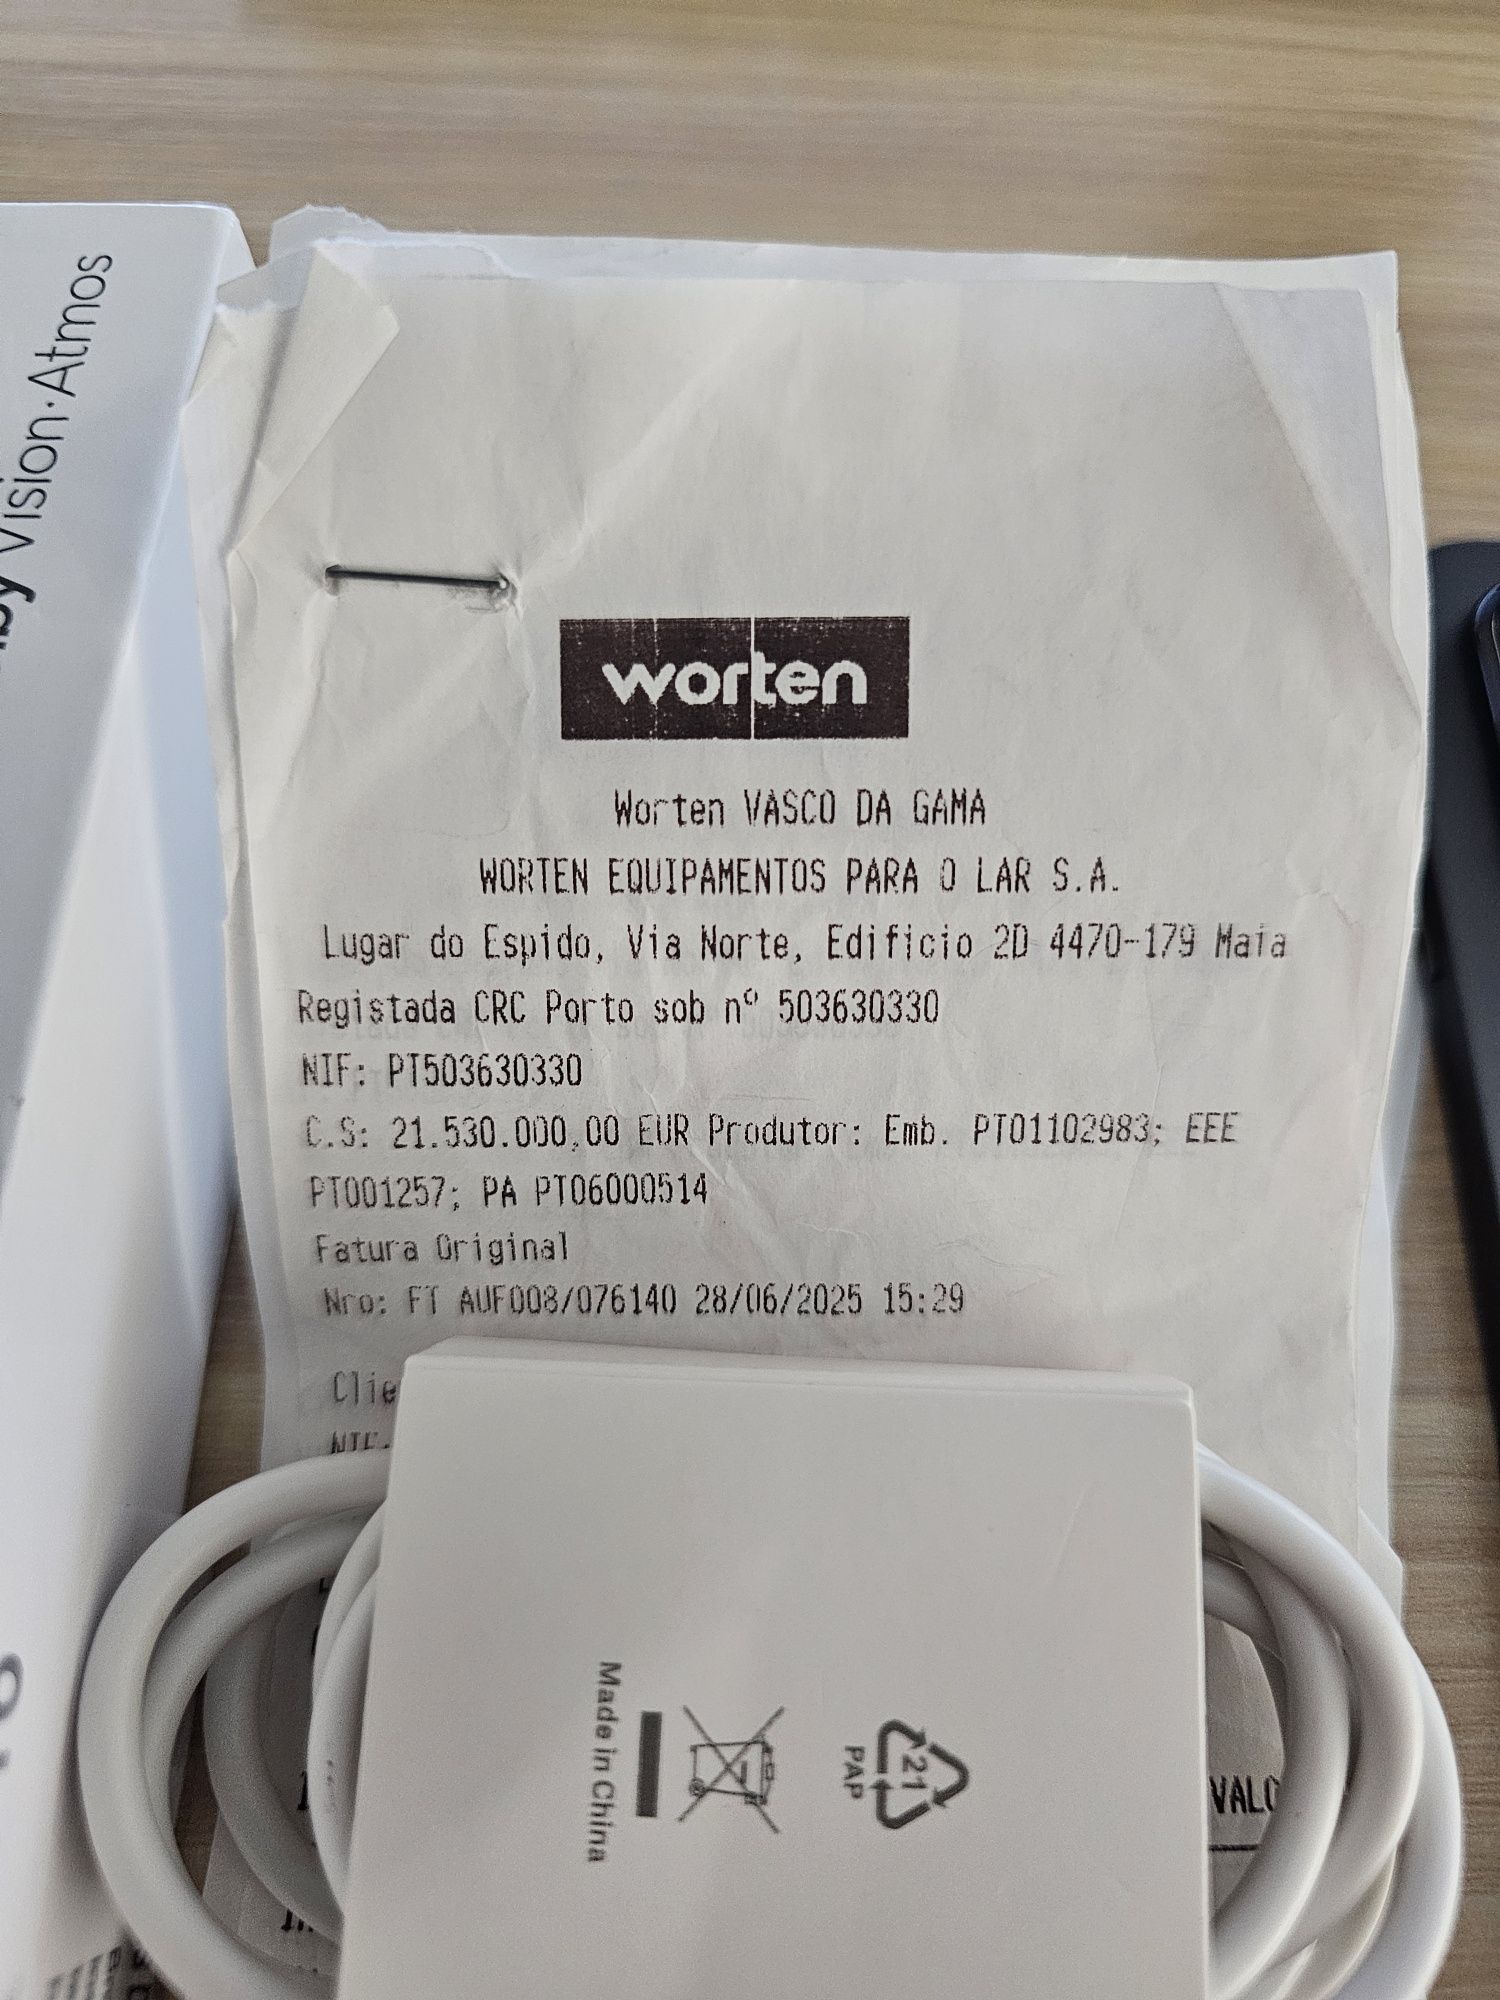 Vision·Atmos
worten
Worten VASCO DA GAMA
WORTEN EQUIPAMENTOS PARA O LAR S.A.
Lugar do Espido, Via Norte, Edificio 2D 4470-179 Maia
Registada CRC Porto sob nº 503630330
NIF: PT503630330
C.S: 21.530.000,00 EUR Produtor: Emb. PT01102983; EEE
PT001257; PA PT06000514
Fatura Original
Nro: FT AUF008/076140 28/06/2025 15:29
Clie
NIF:
21
PAP
Made in China
VALO